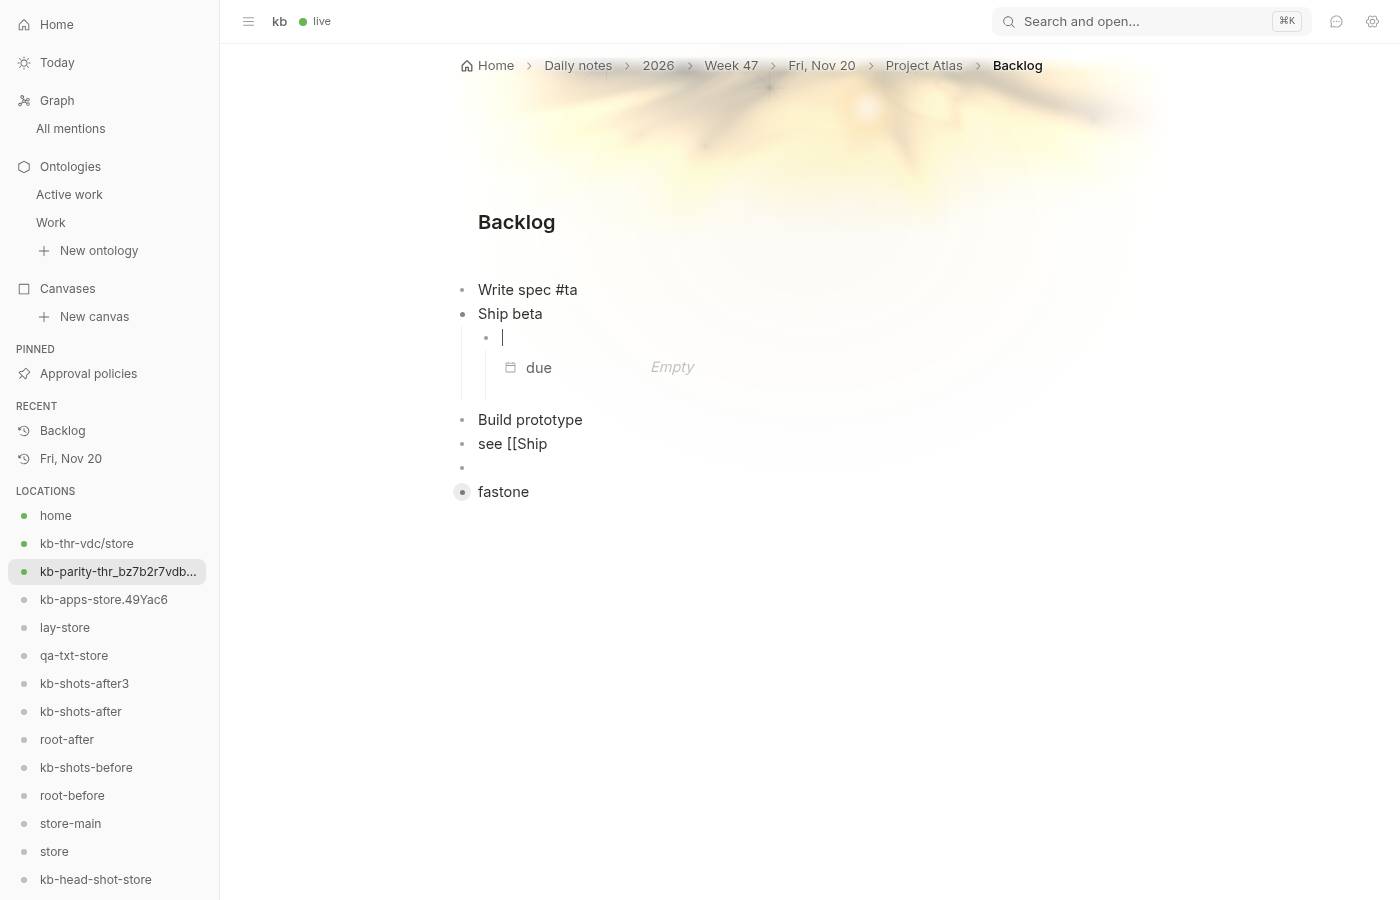 Home
Today
Graph
All mentions
Ontologies
Active work
Work
New ontology
Canvases
New canvas
PINNED
Approval policies
RECENT
Backlog
Fri, Nov 20
LOCATIONS
home
kb-thr-vdc/store
kb-parity-thr_bz7b2r7vdb...
kb-apps-store.49Yac6
lay-store
qa-txt-store
kb-shots-after3
kb-shots-after
root-after
kb-shots-before
root-before
store-main
store
kb-head-shot-store
kb live
Search and open... ⌘K
Home > Daily notes > 2026 > Week 47 > Fri, Nov 20 > Project Atlas > Backlog
Backlog
Write spec #ta
Ship beta
due Empty
Build prototype
see [[Ship
fastone